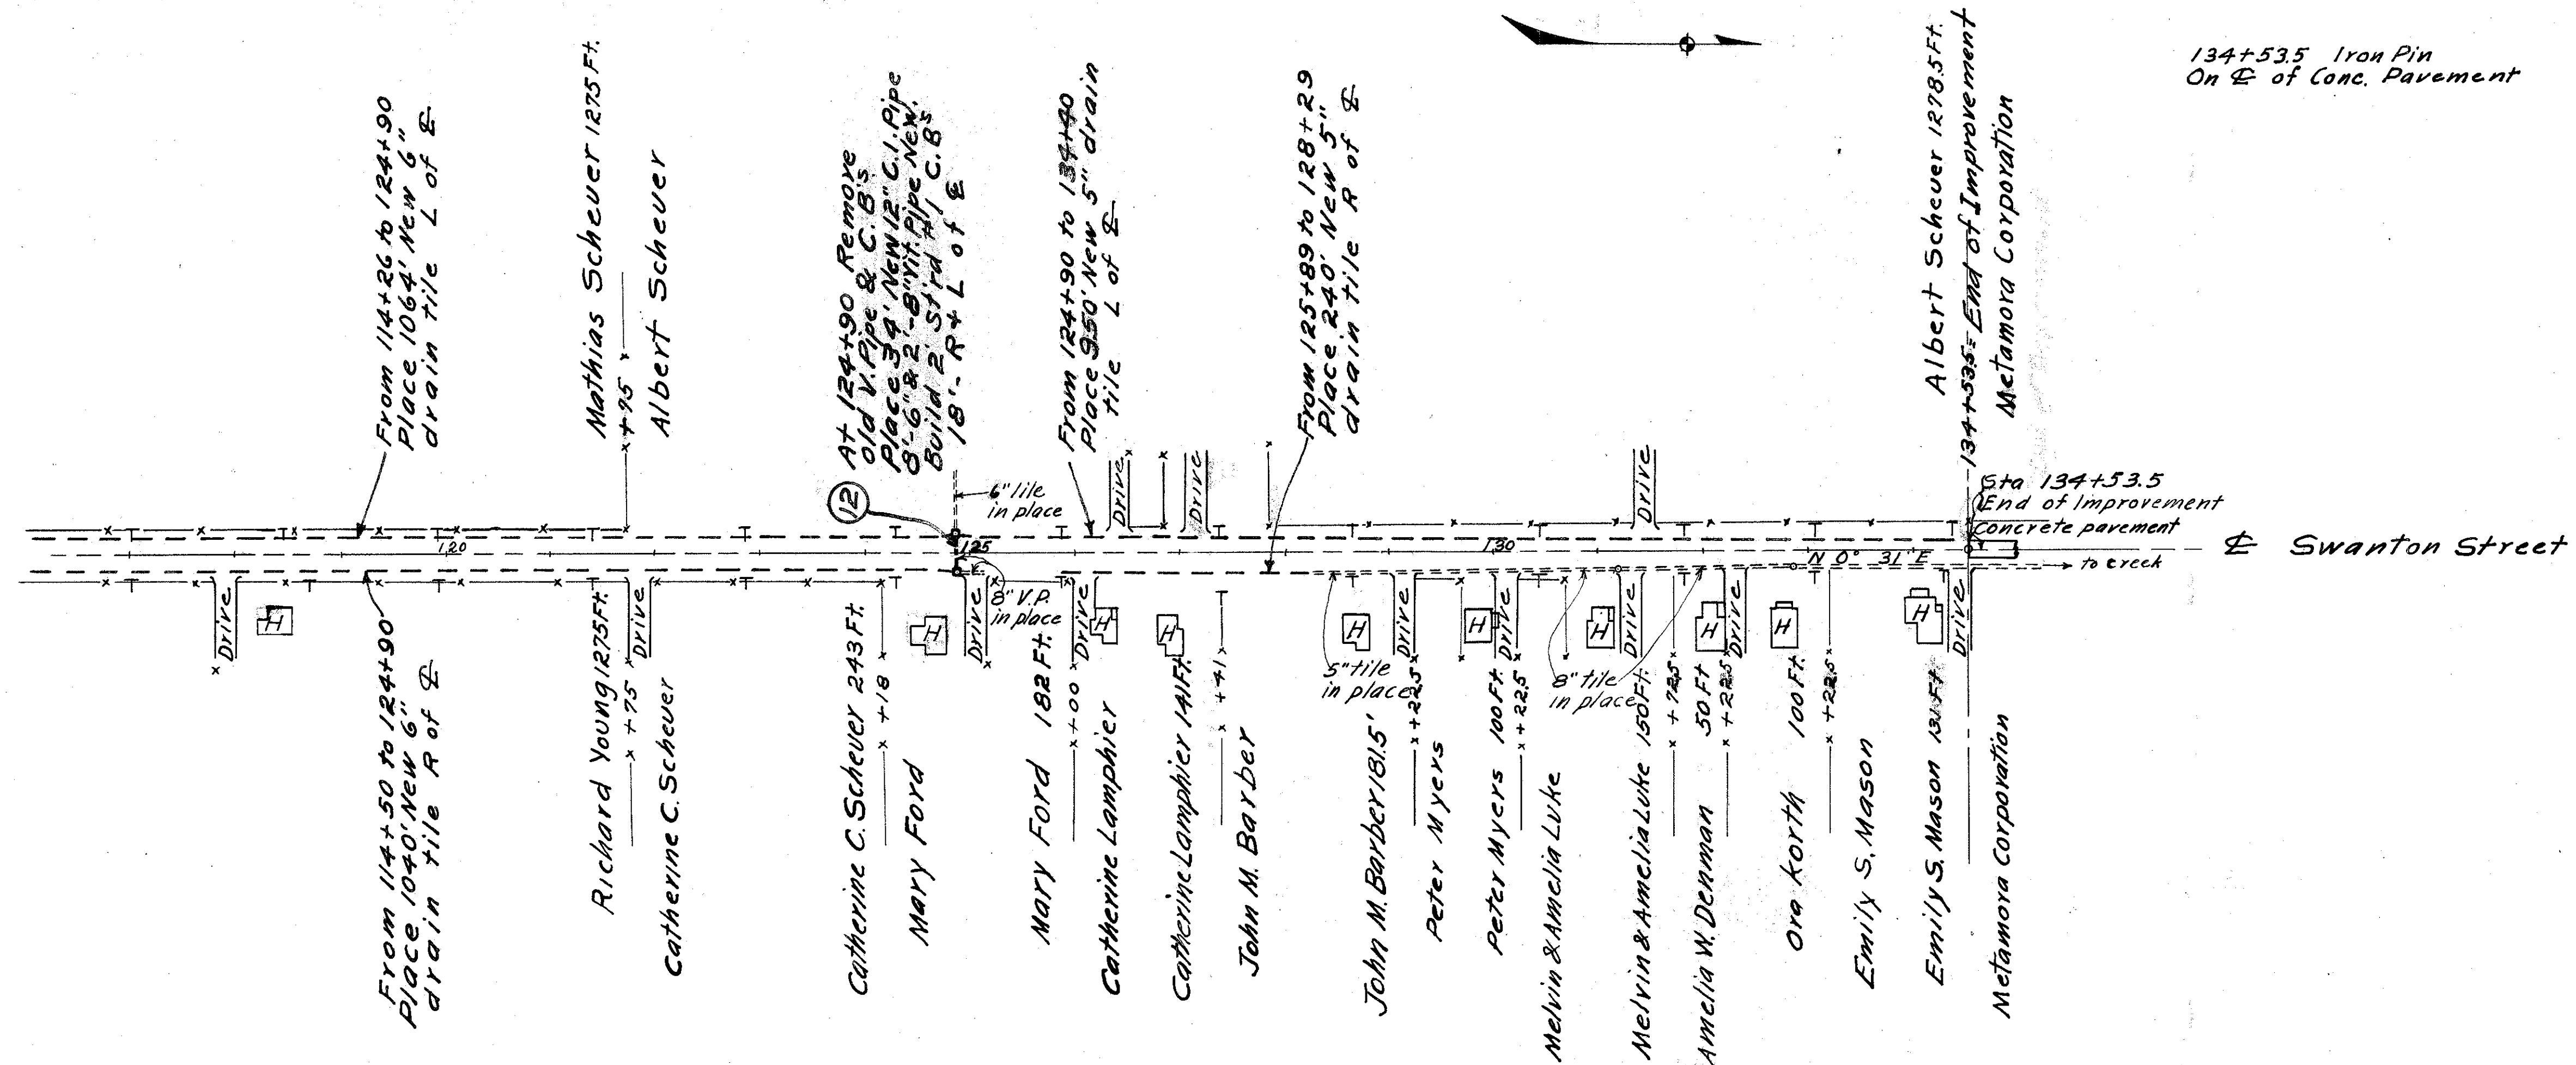 134+53.5 Iron Pin
On ℄ of Conc. Pavement
From 114+26 to 124+90
Place 1064' New 6"
drain tile L of ℄
Mathias Scheuer 1275 Ft.
+95
Albert Scheuer
At 124+90 Remove
old V.Pipe & C.B's
Place 34' New 12" C.I. Pipe
8'-6" & 2'-8" Vit. Pipe New.
Build 2 St'rd #1 C.B's
18' - R+L of ℄
12
From 124+90 to 134+40
Place 950' New 5" drain
tile L of ℄
From 125+89 to 128+29
Place 240' New 5"
drain tile R of ℄
Albert Scheuer 1278.5 Ft.
134+53.5 = End of Improvement
Metamora Corporation
6" tile
in place
Drive
Drive
Drive
Sta 134+53.5
End of Improvement
Concrete pavement
120
125
130
N 0° 31' E
℄ Swanton Street
to creek
Drive
H
Drive
H
Drive
8" V.P.
in place
Drive
H
H
H
Drive
H
Drive
H
Drive
H
Drive
H
H
Drive
5" tile
in place
8" tile
in place
From 114+50 to 124+90
Place 1040' New 6"
drain tile R of ℄
Richard Young 1275 Ft.
+75
Catherine C. Scheuer
Catherine C. Scheuer 243 Ft.
+18
Mary Ford
Mary Ford 182 Ft.
+00
Catherine Lamphier
Catherine Lamphier 141 Ft.
+41
John M. Barber
John M. Barber 181.5'
+22.5
Peter Myers
Peter Myers 100 Ft.
+22.5
Melvin & Amelia Luke
Melvin & Amelia Luke 150 Ft.
+72.5
Amelia W. Denman 50 Ft
+22.5
Ora Korth 100 Ft.
+22.5
Emily S. Mason
Emily S. Mason 131 Ft.
Metamora Corporation